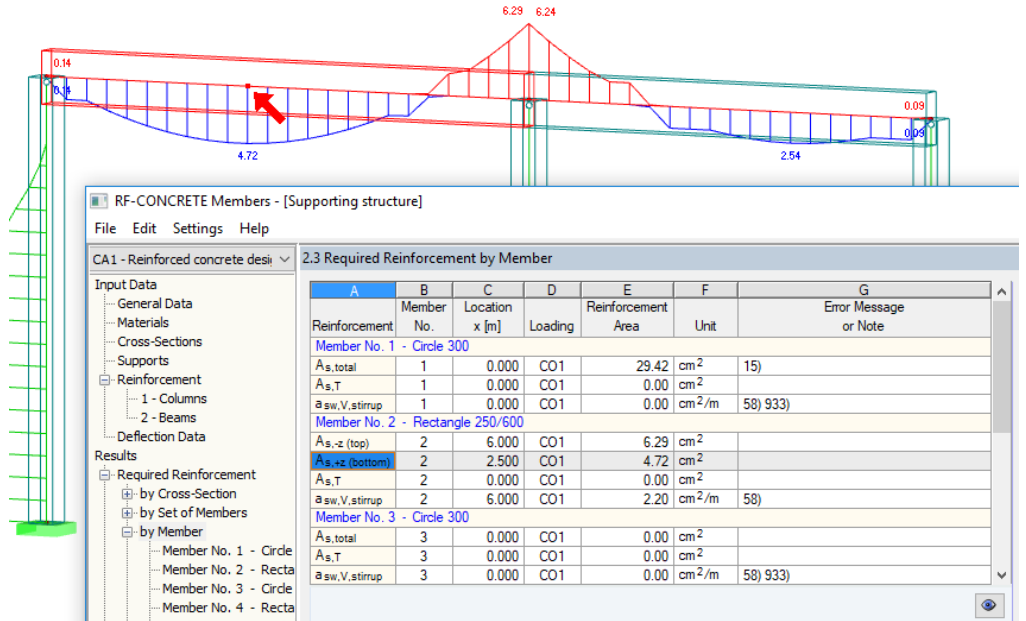 6.29 6.24
0.14
0.14
0.09
0.09
4.72
2.54
RF-CONCRETE Members - [Supporting structure]
File Edit Settings Help
CA1 - Reinforced concrete desi
Input Data
General Data
Materials
Cross-Sections
Supports
Reinforcement
1 - Columns
2 - Beams
Deflection Data
Results
Required Reinforcement
by Cross-Section
by Set of Members
by Member
Member No. 1 - Circle
Member No. 2 - Recta
Member No. 3 - Circle
Member No. 4 - Recta
2.3 Required Reinforcement by Member
A B C D E F G
Member Location Reinforcement Error Message
Reinforcement No. x [m] Loading Area Unit or Note
Member No. 1 - Circle 300
As,total 1 0.000 CO1 29.42 cm2 15)
As,T 1 0.000 CO1 0.00 cm2
asw,V,stirrup 1 0.000 CO1 0.00 cm2/m 58) 933)
Member No. 2 - Rectangle 250/600
As,-z (top) 2 6.000 CO1 6.29 cm2
As,+z (bottom) 2 2.500 CO1 4.72 cm2
As,T 2 0.000 CO1 0.00 cm2
asw,V,stirrup 2 6.000 CO1 2.20 cm2/m 58)
Member No. 3 - Circle 300
As,total 3 0.000 CO1 0.00 cm2
As,T 3 0.000 CO1 0.00 cm2
asw,V,stirrup 3 0.000 CO1 0.00 cm2/m 58) 933)